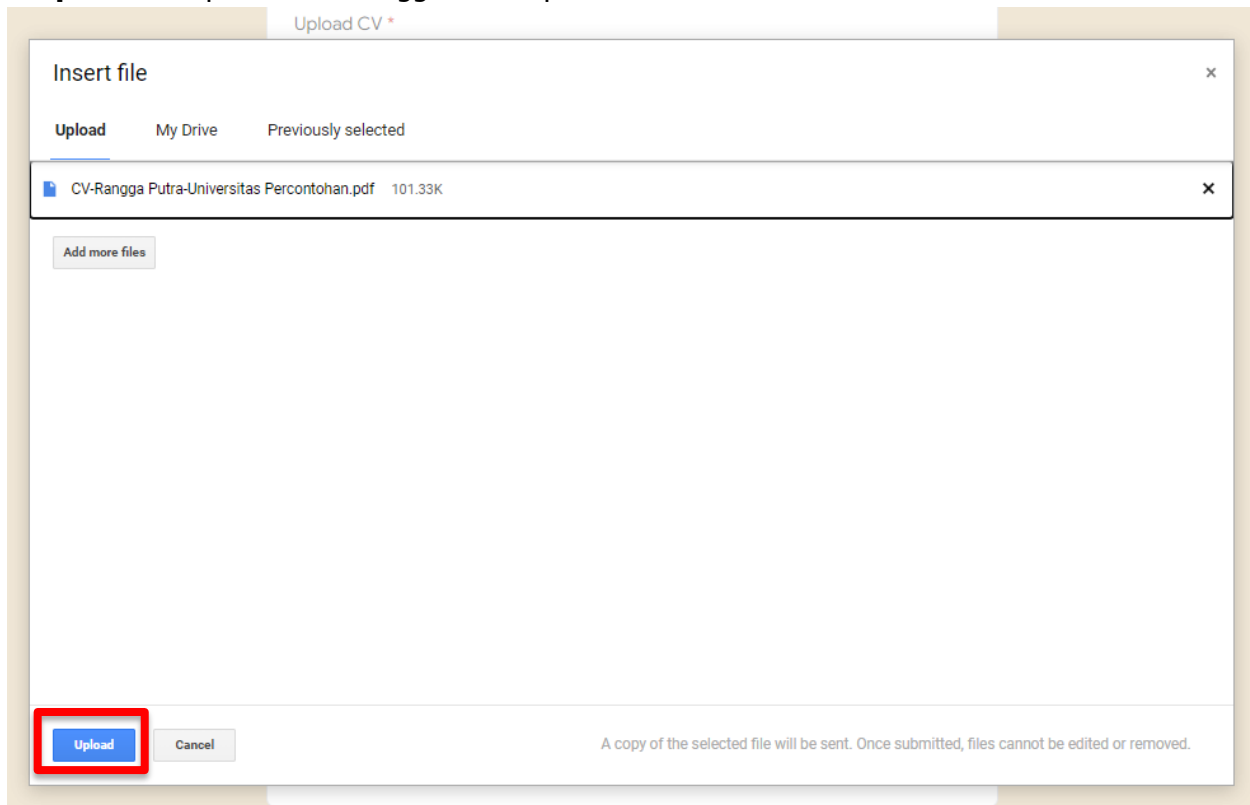 Upload CV *
Insert file ×
Upload My Drive Previously selected
CV-Rangga Putra-Universitas Percontohan.pdf 101.33K ×
Add more files
Upload Cancel A copy of the selected file will be sent. Once submitted, files cannot be edited or removed.